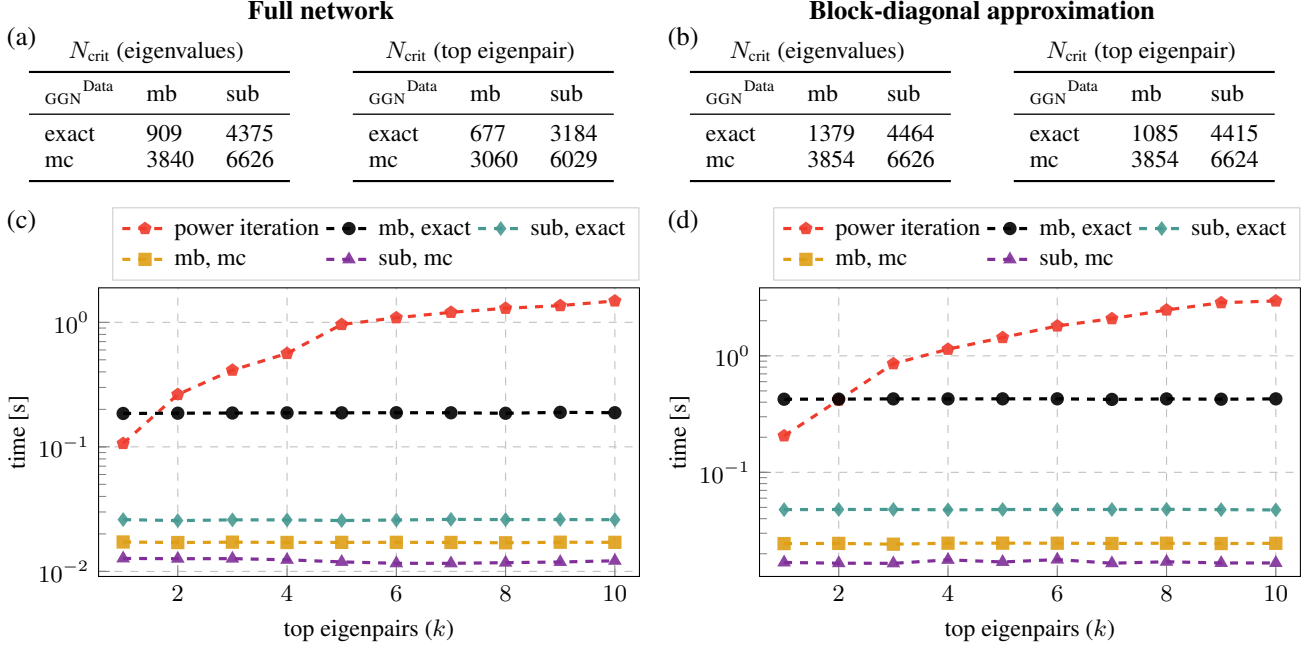 Full network
Block-diagonal approximation
(a)
N_crit (eigenvalues)
GGN^Data mb sub
exact 909 4375
mc 3840 6626
N_crit (top eigenpair)
GGN^Data mb sub
exact 677 3184
mc 3060 6029
(b)
N_crit (eigenvalues)
GGN^Data mb sub
exact 1379 4464
mc 3854 6626
N_crit (top eigenpair)
GGN^Data mb sub
exact 1085 4415
mc 3854 6624
(c)
power iteration mb, exact sub, exact
mb, mc sub, mc
time [s]
10^0
10^−1
10^−2
2 4 6 8 10
top eigenpairs (k)
(d)
power iteration mb, exact sub, exact
mb, mc sub, mc
time [s]
10^0
10^−1
2 4 6 8 10
top eigenpairs (k)